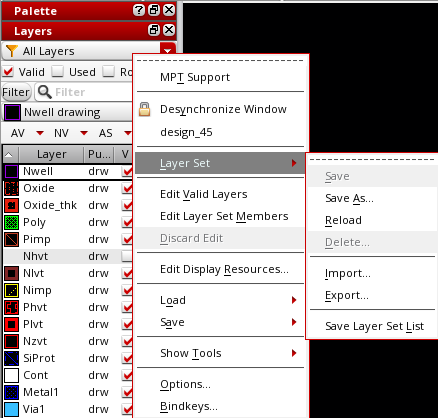 Palette
Layers
All Layers
Valid Used Ro
Filter Filter
Nwell drawing
AV NV AS
Layer Pu... V
Nwell drw
Oxide drw
Oxide_thk drw
Poly drw
Pimp drw
Nhvt drw
Nlvt drw
Nimp drw
Phvt drw
Plvt drw
Nzvt drw
SiProt drw
Cont drw
Metal1 drw
Via1 drw
MPT Support
Desynchronize Window
design_45
Layer Set
Edit Valid Layers
Edit Layer Set Members
Discard Edit
Edit Display Resources...
Load
Save
Show Tools
Options...
Bindkeys...
Save
Save As...
Reload
Delete...
Import...
Export...
Save Layer Set List